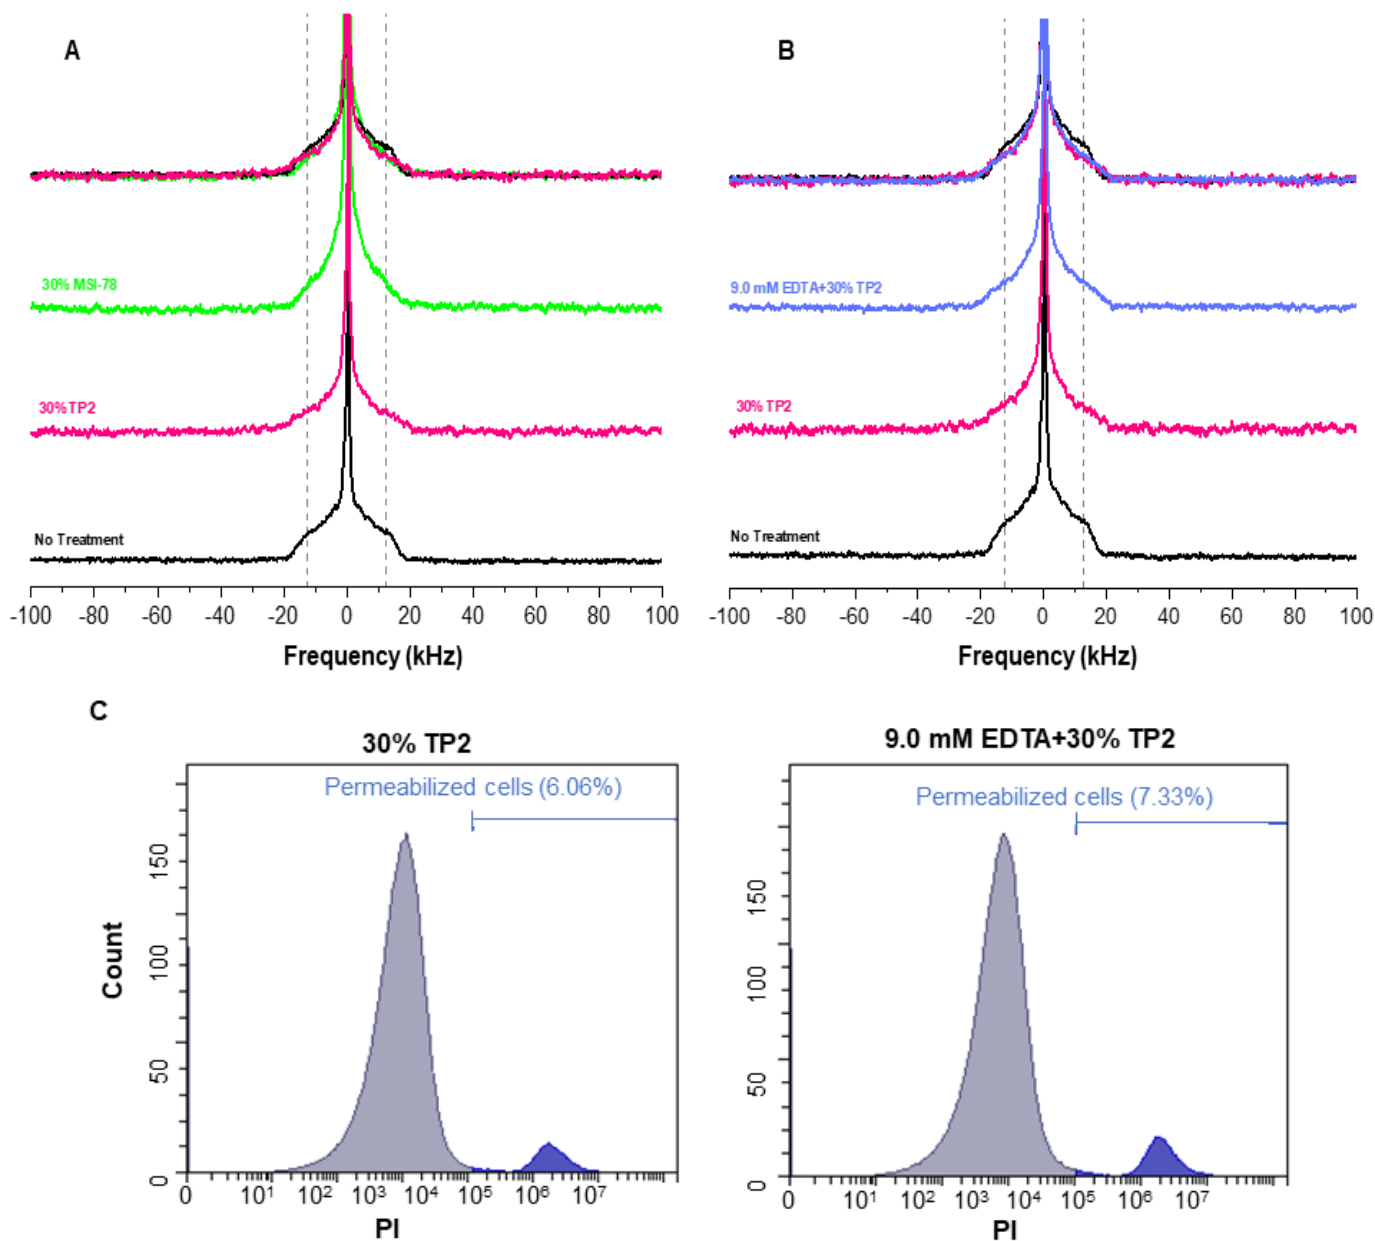 A
B
30% MSI-78
9.0 mM EDTA+30% TP2
30%TP2
30% TP2
No Treatment
No Treatment
-100 -80 -60 -40 -20 0 20 40 60 80 100
-100 -80 -60 -40 -20 0 20 40 60 80 100
Frequency (kHz)
Frequency (kHz)
C
30% TP2
9.0 mM EDTA+30% TP2
Permeabilized cells (6.06%)
Permeabilized cells (7.33%)
Count
150
100
50
0
150
100
50
0
0 10¹ 10² 10³ 10⁴ 10⁵ 10⁶ 10⁷
0 10¹ 10² 10³ 10⁴ 10⁵ 10⁶ 10⁷
PI
PI